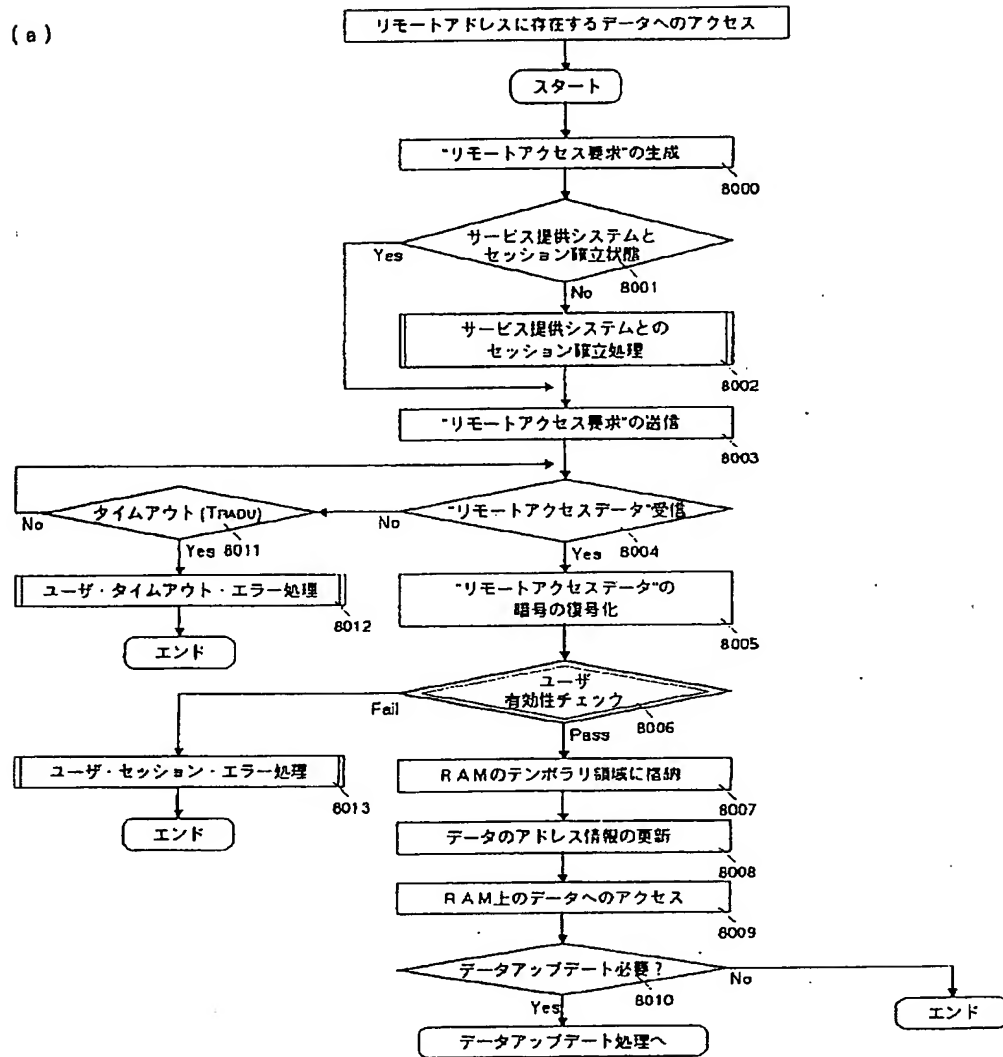 (a)
リモートアドレスに存在するデータへのアクセス
スタート
"リモートアクセス要求"の生成
8000
サービス提供システムと
セッション確立状態
8001
Yes
No
サービス提供システムとの
セッション確立処理
8002
"リモートアクセス要求"の送信
8003
"リモートアクセスデータ"受信
8004
No
Yes
タイムアウト(TRADU)
8011
No
Yes
ユーザ・タイムアウト・エラー処理
8012
エンド
"リモートアクセスデータ"の
暗号の復号化
8005
ユーザ
有効性チェック
8006
Fail
Pass
ユーザ・セッション・エラー処理
8013
エンド
RAMのテンポラリ領域に格納
8007
データのアドレス情報の更新
8008
RAM上のデータへのアクセス
8009
データアップデート必要?
8010
No
Yes
エンド
データアップデート処理へ